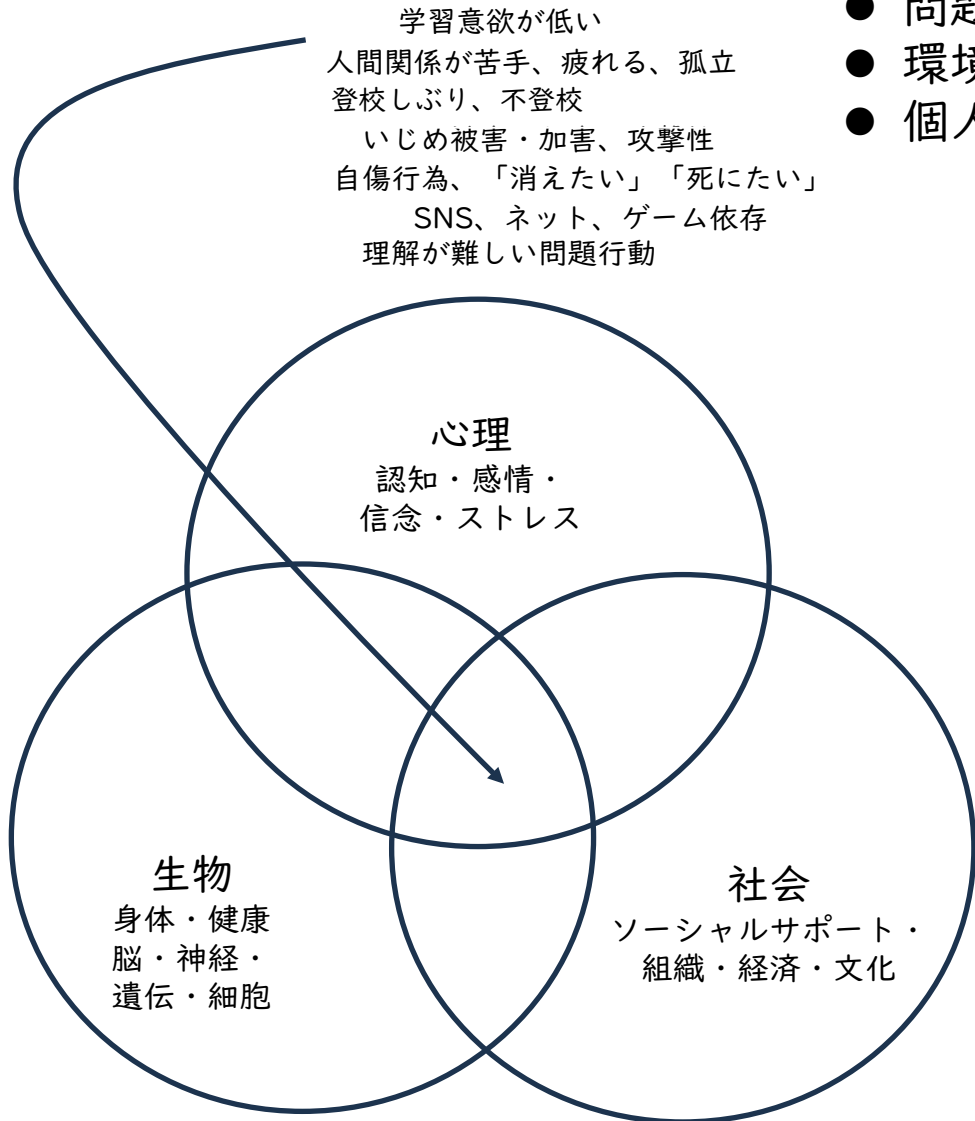 学習意欲が低い
人間関係が苦手、疲れる、孤立
登校しぶり、不登校
いじめ被害・加害、攻撃性
自傷行為、「消えたい」「死にたい」
SNS、ネット、ゲーム依存
理解が難しい問題行動
● 問題
● 環境
● 個人
心理
認知・感情・
信念・ストレス
生物
身体・健康
脳・神経・
遺伝・細胞
社会
ソーシャルサポート・
組織・経済・文化